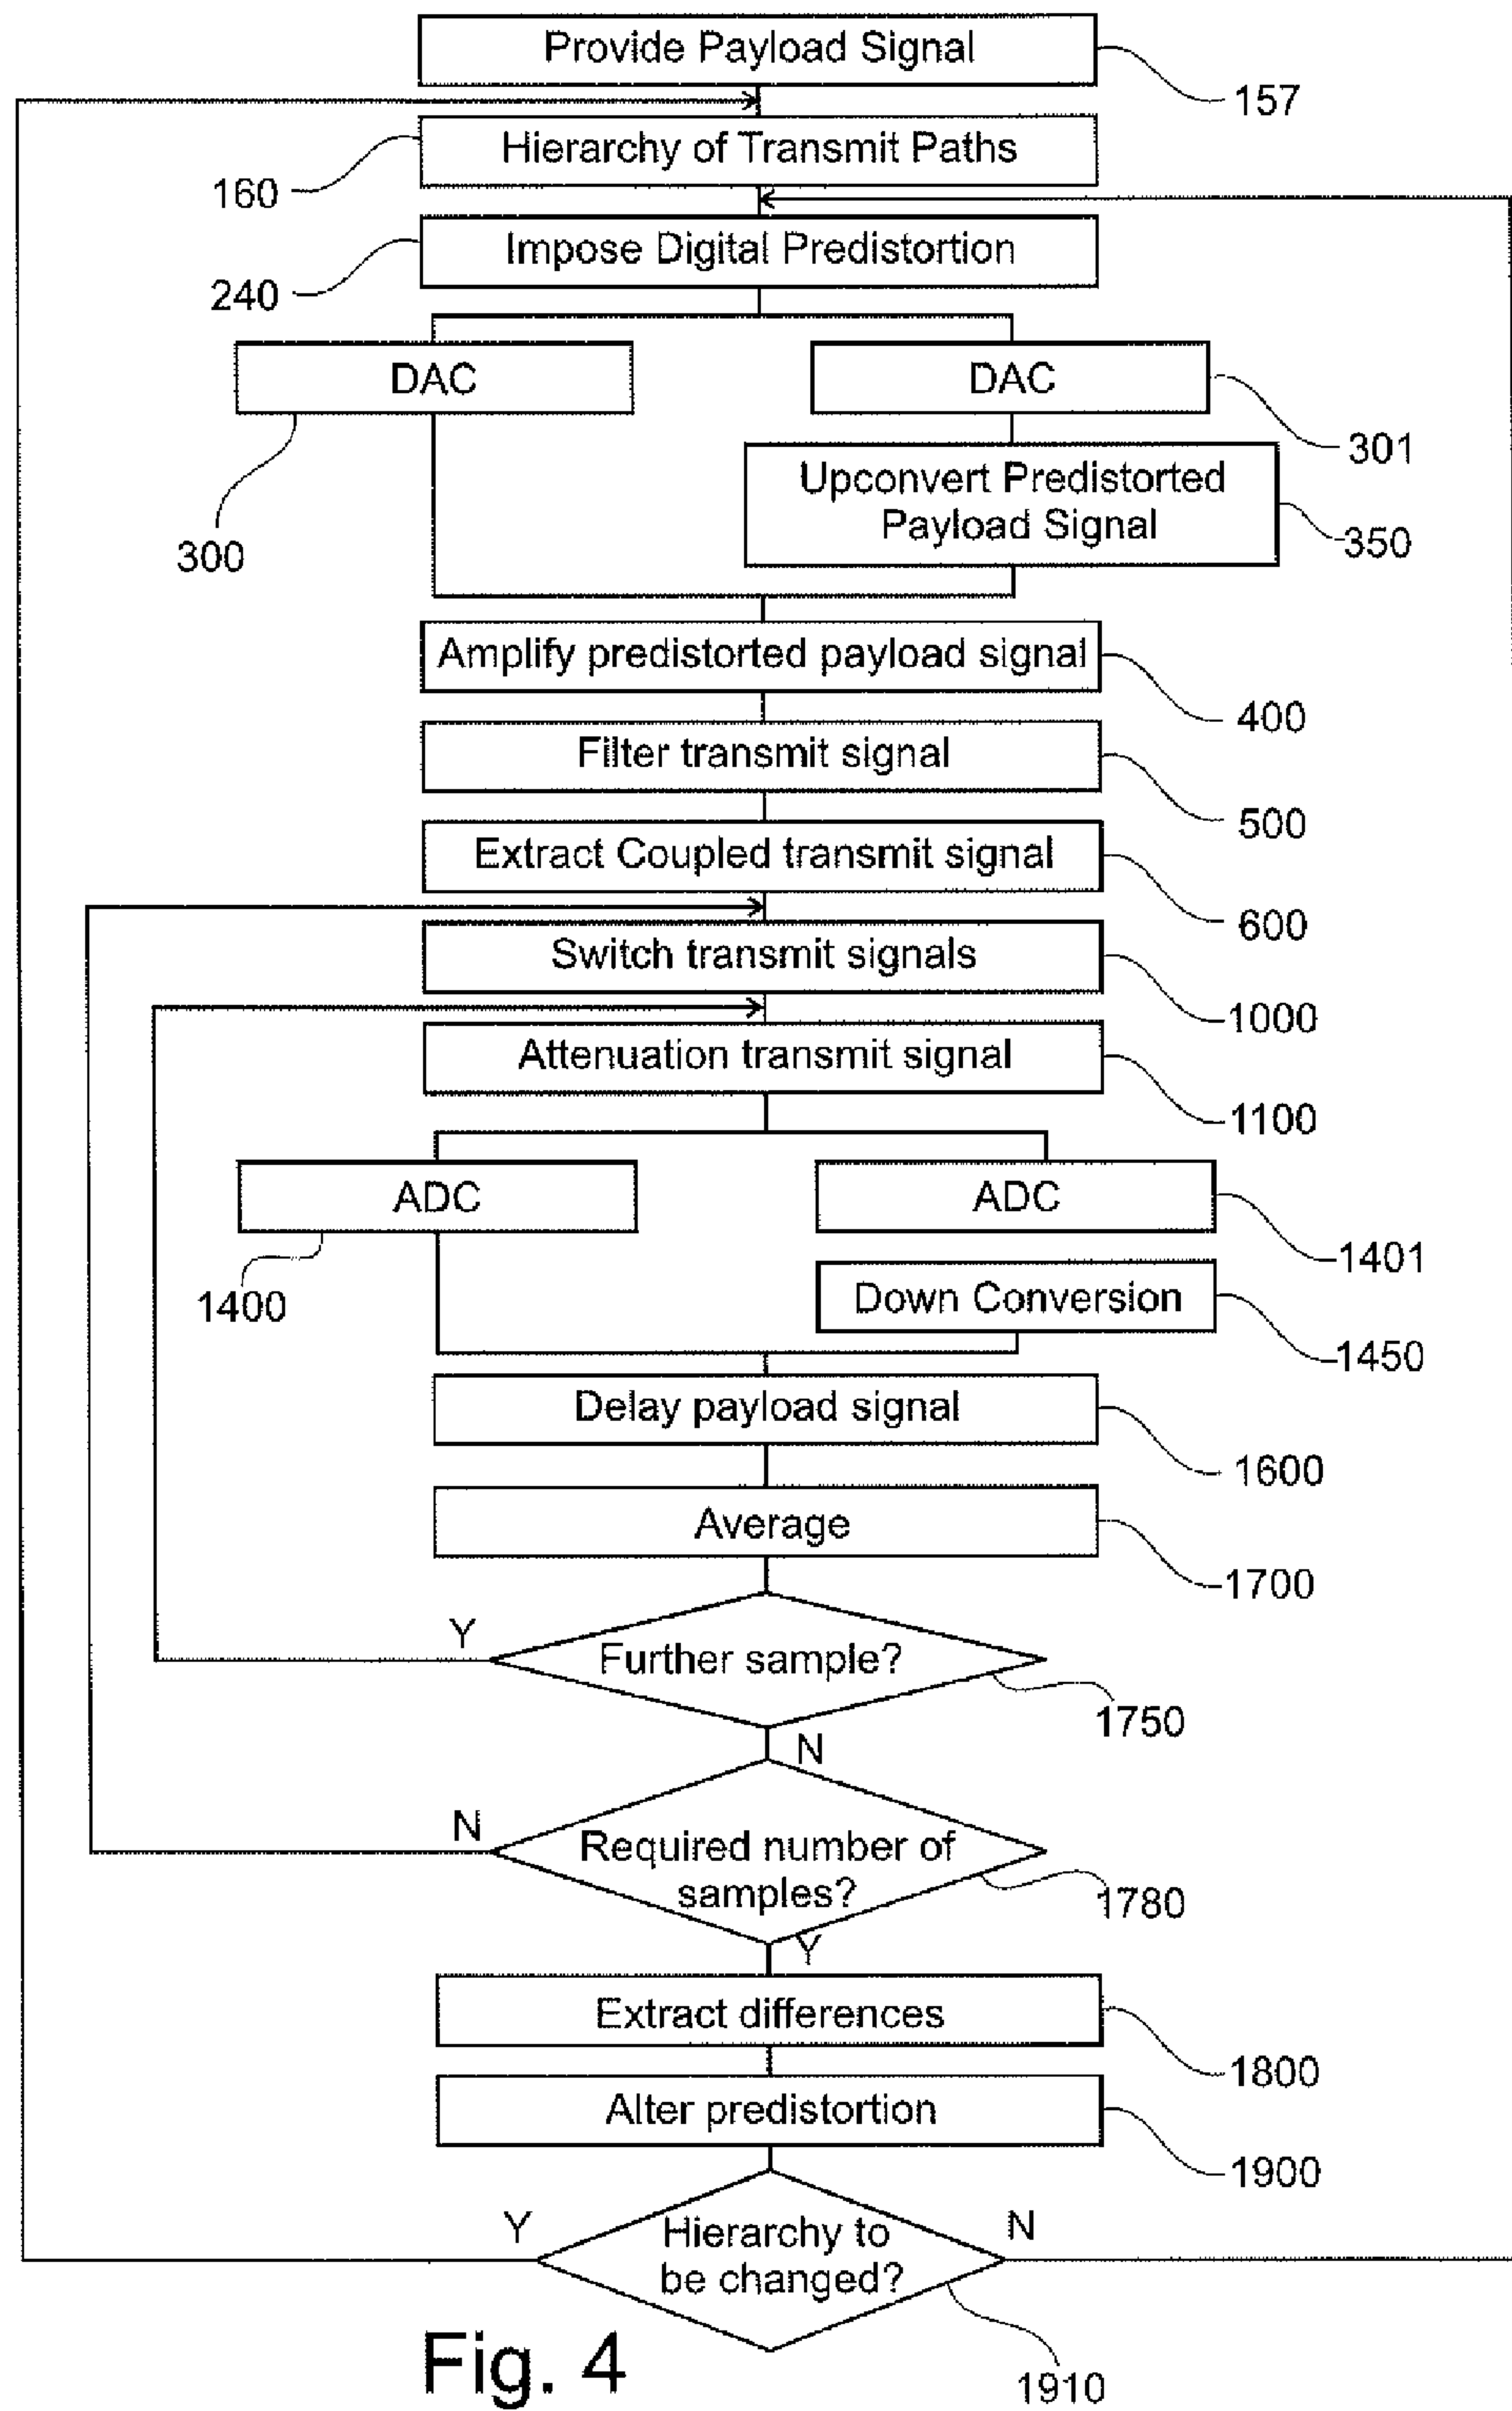 Provide Payload Signal
157
Hierarchy of Transmit Paths
160
Impose Digital Predistortion
240
DAC
DAC
300
301
Upconvert Predistorted
Payload Signal
350
Amplify predistorted payload signal
400
Filter transmit signal
500
Extract Coupled transmit signal
600
Switch transmit signals
1000
Attenuation transmit signal
1100
ADC
ADC
1400
1401
Down Conversion
1450
Delay payload signal
1600
Average
1700
Y
Further sample?
1750
N
N
Required number of
samples?
1780
Y
Extract differences
1800
Alter predistortion
1900
Y
Hierarchy to
be changed?
N
1910
Fig. 4